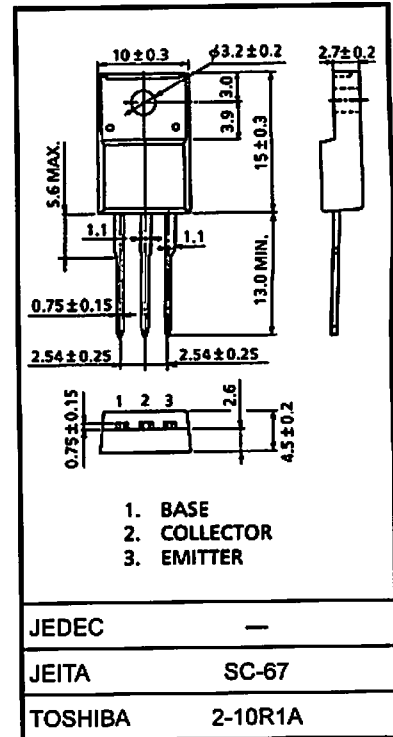 10±0.3
ϕ3.2±0.2
2.7±0.2
3.0
3.9
15±0.3
5.6 MAX.
1.1
1.1
13.0 MIN.
0.75±0.15
2.54±0.25
2.54±0.25
1 2 3
2.6
0.75±0.15
4.5±0.2
1. BASE
2. COLLECTOR
3. EMITTER
JEDEC —
JEITA SC-67
TOSHIBA 2-10R1A